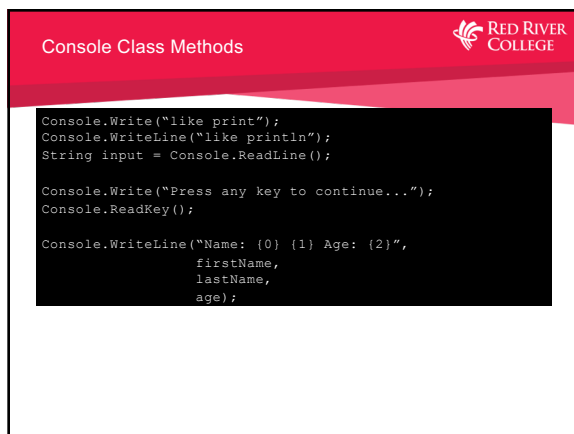 Console Class Methods
RED RIVER
COLLEGE
Console.Write(“like print”);
Console.WriteLine(“like println”);
String input = Console.ReadLine();
Console.Write(“Press any key to continue...”);
Console.ReadKey();
Console.WriteLine(“Name: {0} {1} Age: {2}”,
firstName,
lastName,
age);